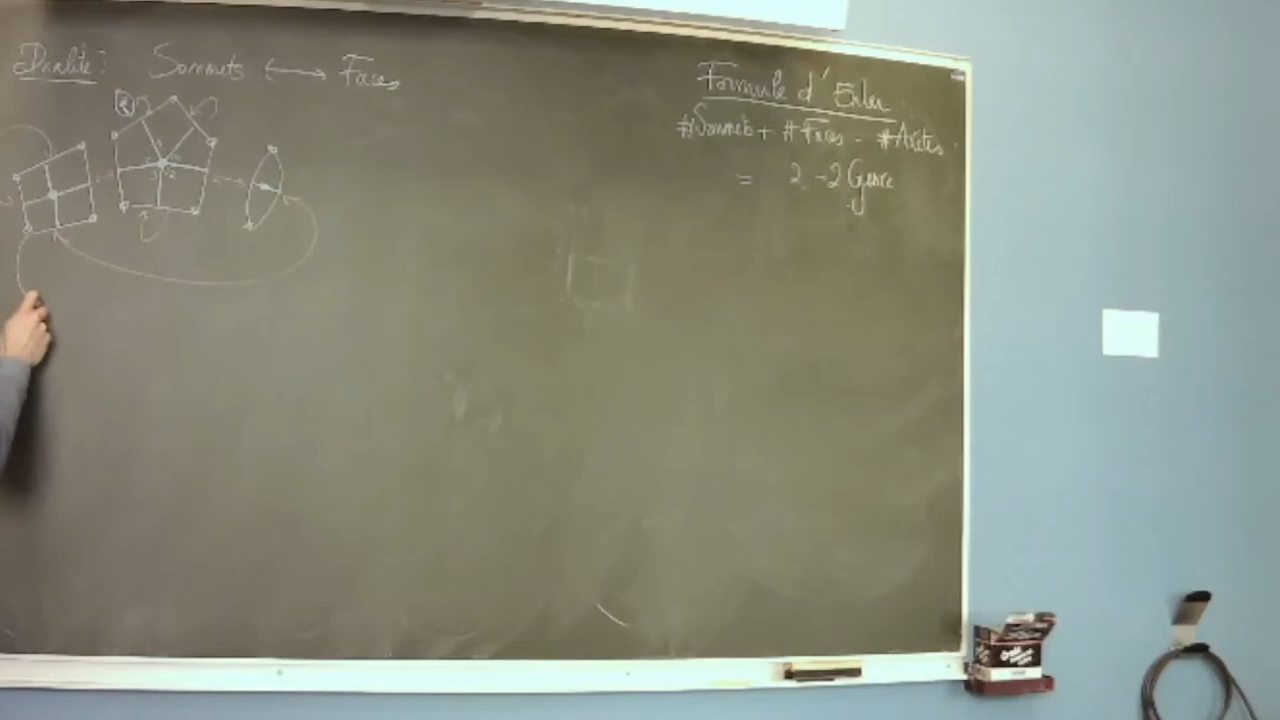 Dualité : Sommets ⟷ Faces
Formule d'Euler
#Sommets + #Faces - #Arêtes
= 2 - 2 Genre